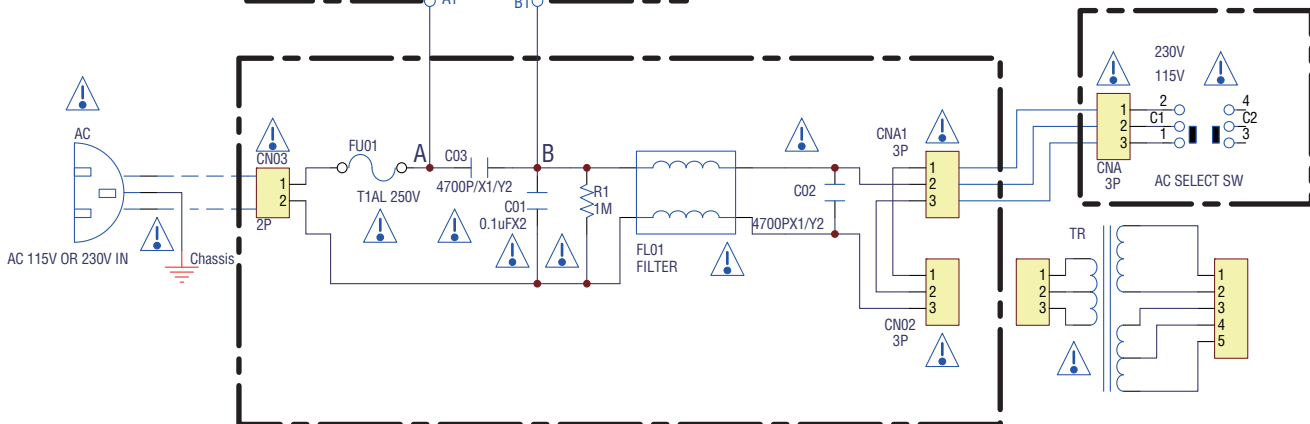 A1
B1
230V
115V
2
4
C1
C2
1
3
1
2
3
CNA
3P
AC SELECT SW
AC
AC 115V OR 230V IN
Chassis
CN03
1
2
2P
FU01
T1AL 250V
A
C03
4700P/X1/Y2
B
C01
0.1uFX2
R1
1M
FL01
FILTER
C02
4700PX1/Y2
CNA1
3P
1
2
3
1
2
3
CN02
3P
TR
1
2
3
1
2
3
4
5